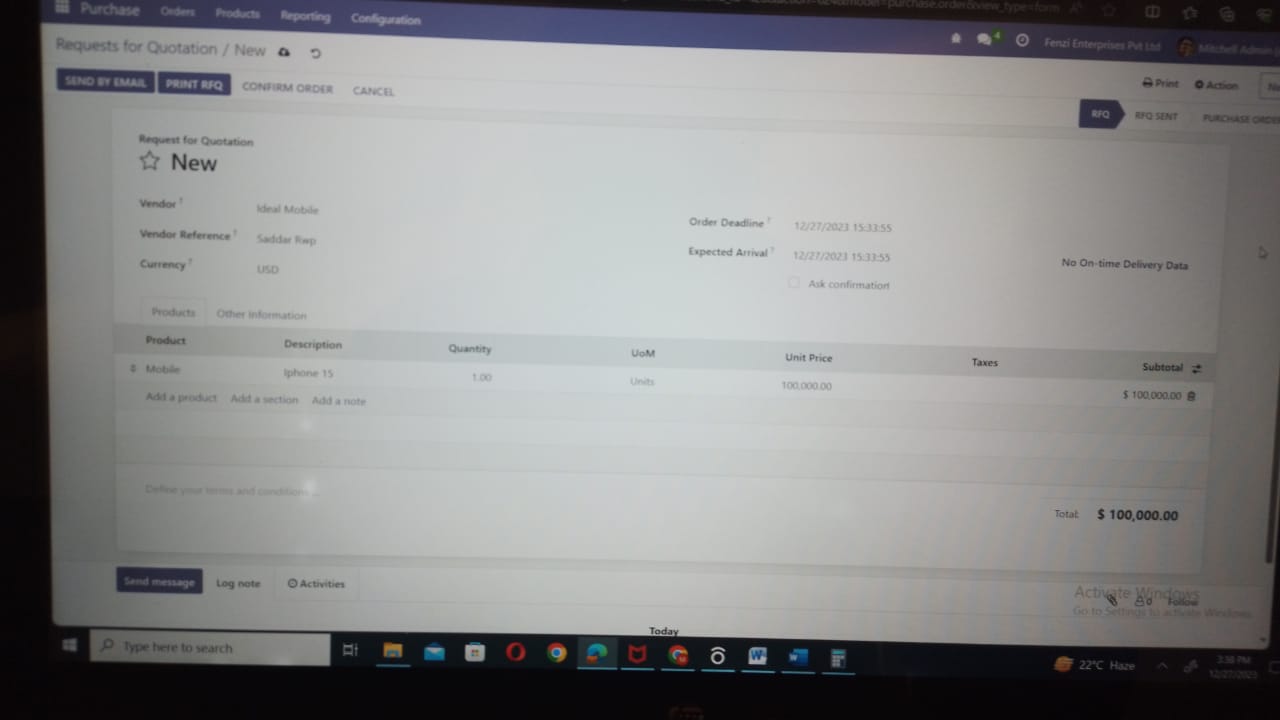 Purchase Orders Products Reporting Configuration
4 Fenzi Enterprises Pvt Ltd Mitchell Admin
Requests for Quotation / New
SEND BY EMAIL PRINT RFQ CONFIRM ORDER CANCEL
Print Action
RFQ RFQ SENT PURCHASE ORDER
Request for Quotation
New
Vendor ? Ideal Mobile
Vendor Reference ? Saddar Rwp
Currency ? USD
Order Deadline ? 12/27/2023 15:33:55
Expected Arrival ? 12/27/2023 15:33:55
Ask confirmation
No On-time Delivery Data
Products Other Information
Product Description Quantity UoM Unit Price Taxes Subtotal
Mobile Iphone 15 1.00 Units 100,000.00 $ 100,000.00
Add a product Add a section Add a note
Define your terms and conditions ...
Total: $ 100,000.00
Send message Log note Activities
0 Follow
Activate Windows
Go to Settings to activate Windows.
Today
Type here to search
22°C Haze
3:38 PM
12/27/2023